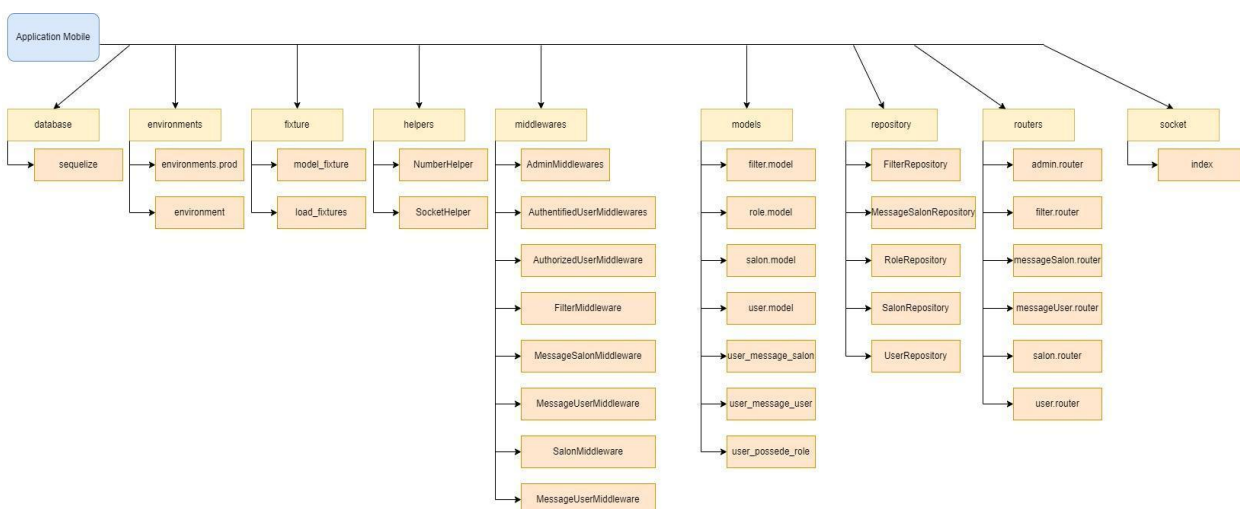 Application Mobile
database
environments
fixture
helpers
middlewares
models
repository
routers
socket
sequelize
environments.prod
environment
model_fixture
load_fixtures
NumberHelper
SocketHelper
AdminMiddlewares
AuthentifiedUserMiddelwares
AuthorizedUserMiddleware
FilterMiddleware
MessageSalonMiddleware
MessageUserMiddleware
SalonMiddleware
MessageUserMiddleware
filter.model
role.model
salon.model
user.model
user_message_salon
user_message_user
user_possede_role
FilterRepository
MessageSalonRepository
RoleRepository
SalonRepository
UserRepository
admin.router
filter.router
messageSalon.router
messageUser.router
salon.router
user.router
index